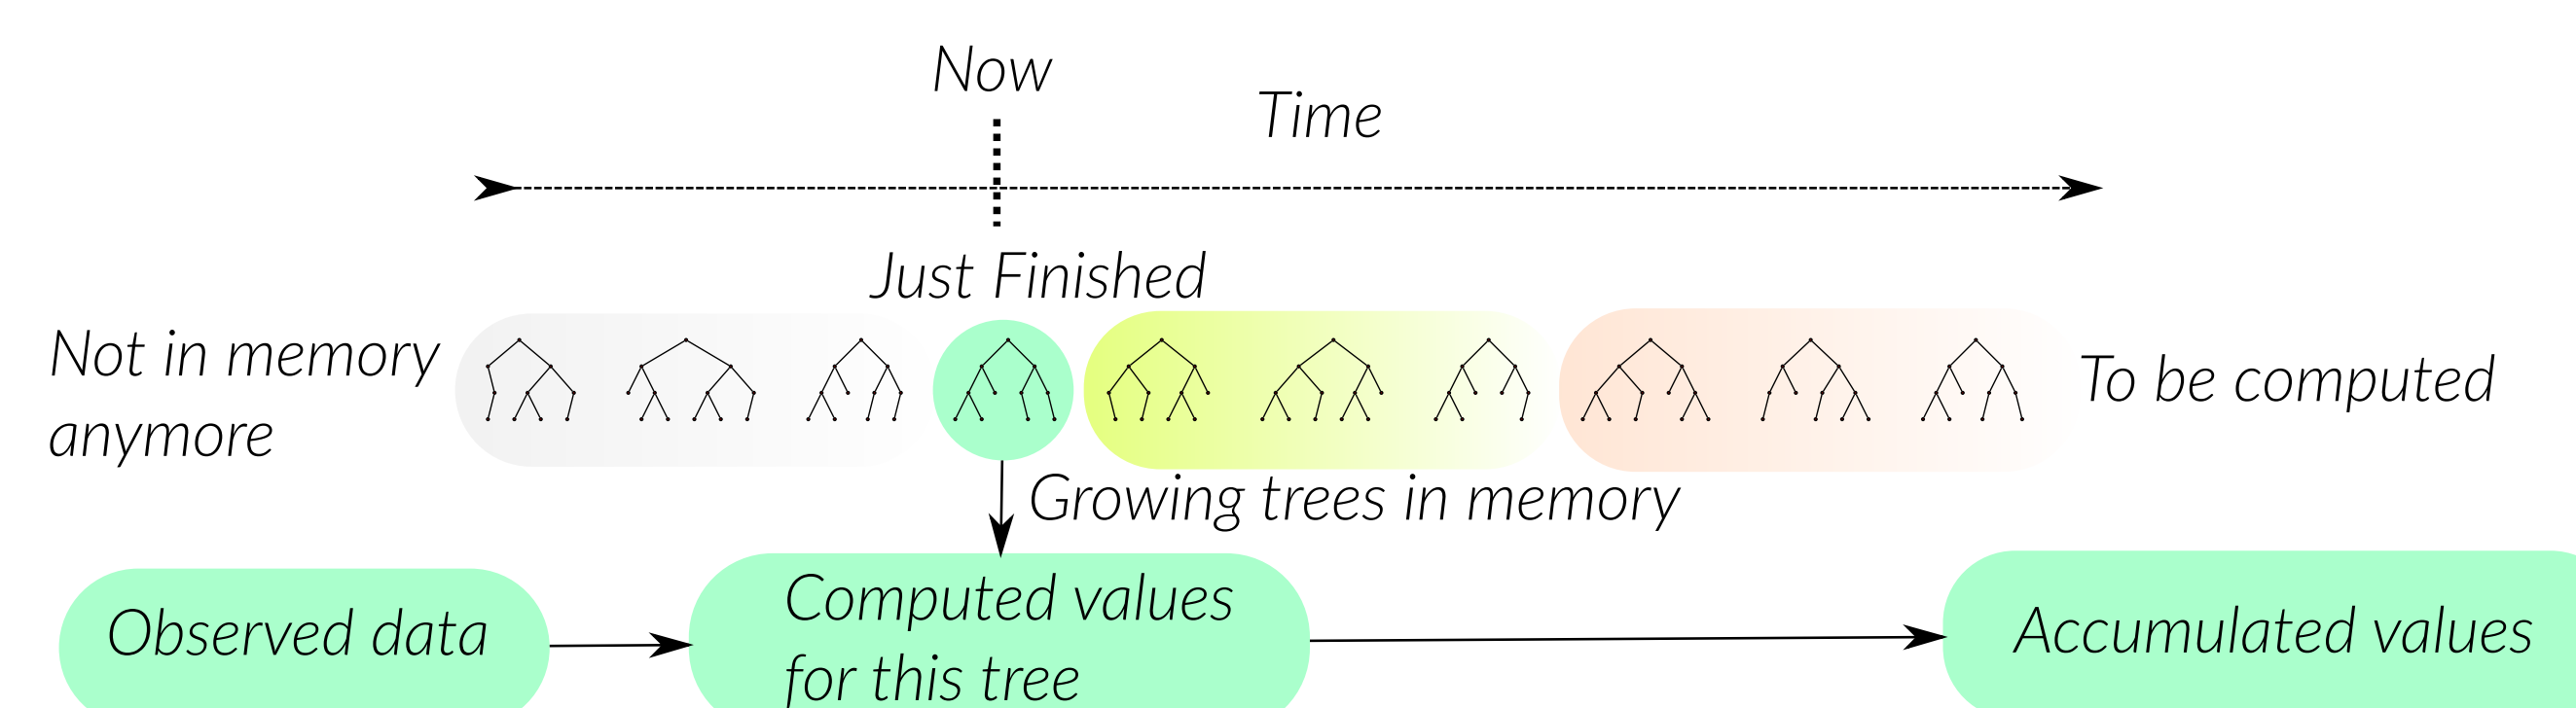 Now
Time
Just Finished
Not in memory
anymore
To be computed
Growing trees in memory
Observed data
Computed values
for this tree
Accumulated values